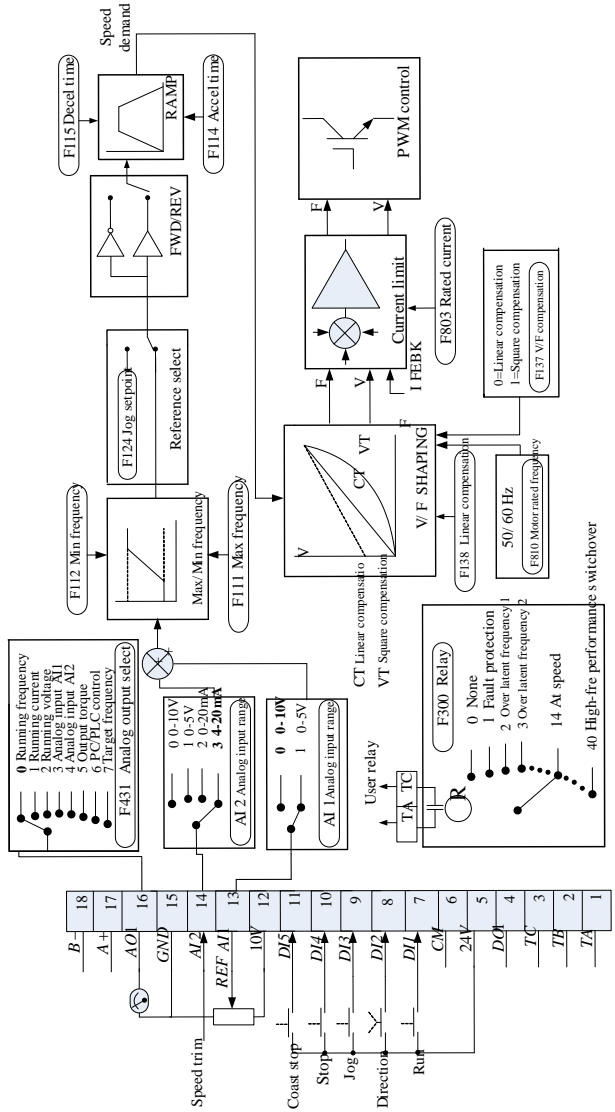 Speed trim
Coast stop
Stop
Jog
Direction
Run
B-
A+
AO1
GND
AI2
REF AI1
10V
DI5
DI4
DI3
DI2
DI1
CM
24V
DO1
TC
TB
TA
18
17
16
15
14
13
12
11
10
9
8
7
6
5
4
3
2
1
0 Running frequency
1 Running current
2 Running voltage
3 Analog input AI1
4 Analog input AI2
5 Output torque
6 PC/PLC control
7 Target frequency
F431 Analog output select
0 0-10V
1 0-5V
2 0-20mA
3 4-20mA
AI 2 Analog input range
0 0-10V
1 0-5V
AI 1 Analog input range
User relay
TA TC
R
F300 Relay
0 None
1 Fault protection
2 Over latent frequency 1
3 Over latent frequency 2
14 At speed
40 High-fre performance s witchover
+
+
F112 Min frequency
Max/Min frequency
F111 Max frequency
F124 Jog setpoint
Reference select
FWD/REV
F115 Decel time
RAMP
F114 Accel time
Speed
demand
V
CT VT
F
V/ F SHAPING
CT Linear compensatio
VT Square compensation
F138 Linear compensation
50/ 60 Hz
F810 Motor rated frequency
0=Linear compensation
1=Square compensation
F137 V/F compensation
F
V
I FEBK
Current limit
F803 Rated current
F
V
PWM control